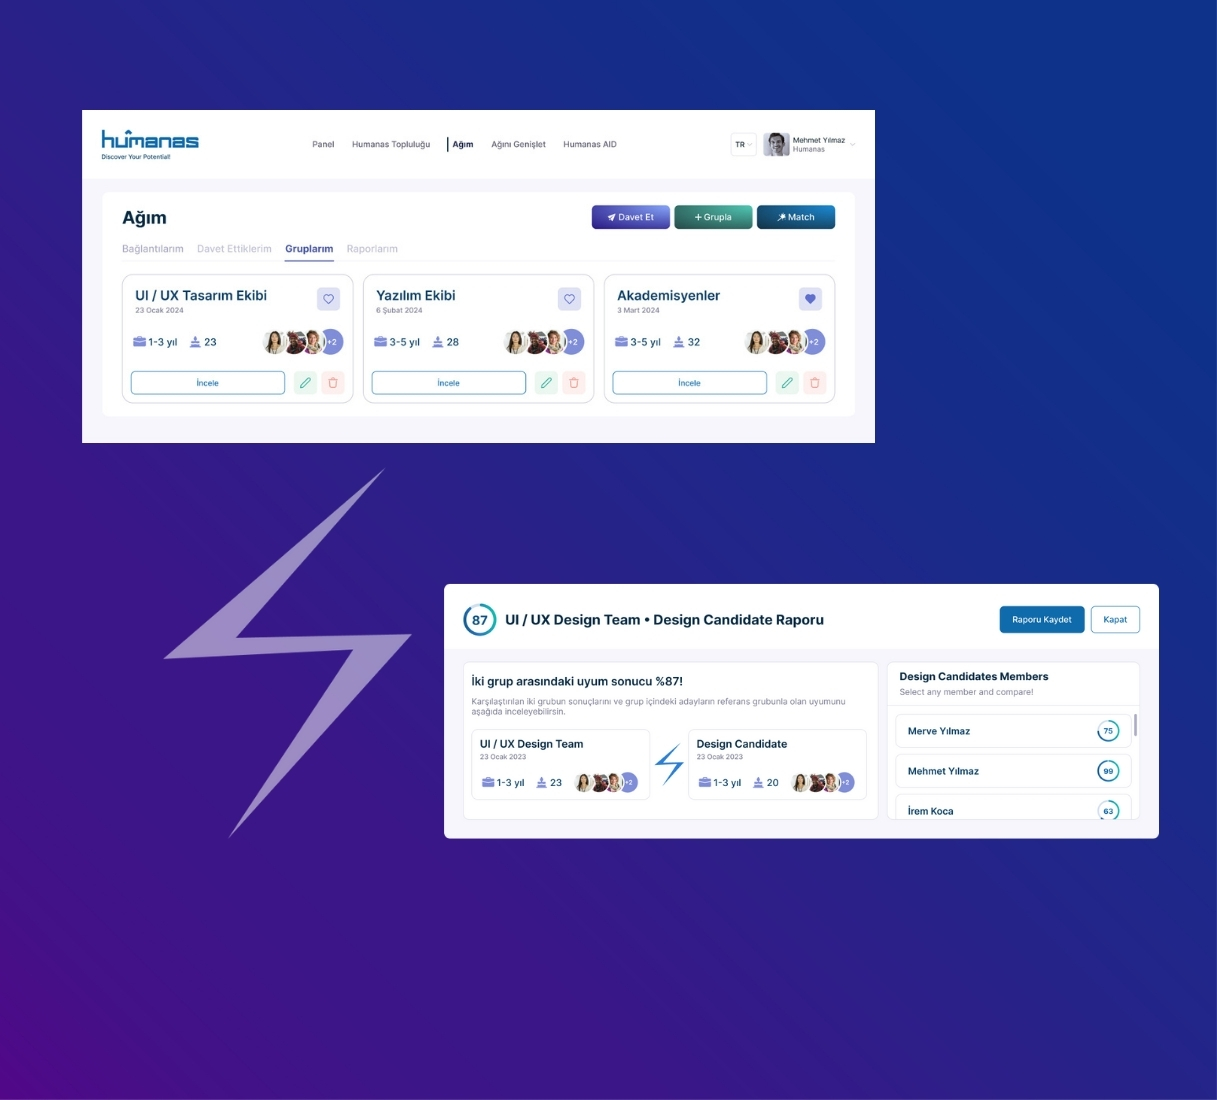 humanas
Discover Your Potential!
Panel
Humanas Topluluğu
Ağım
Ağını Genişlet
Humanas AID
TR
Mehmet Yılmaz
Humanas
Ağım
Davet Et
+ Grupla
Match
Bağlantılarım
Davet Ettiklerim
Gruplarım
Raporlarım
UI / UX Tasarım Ekibi
23 Ocak 2024
1-3 yıl
23
+2
İncele
Yazılım Ekibi
6 Şubat 2024
3-5 yıl
28
+2
İncele
Akademisyenler
3 Mart 2024
3-5 yıl
32
+2
İncele
87
UI / UX Design Team • Design Candidate Raporu
Raporu Kaydet
Kapat
İki grup arasındaki uyum sonucu %87!
Karşılaştırılan iki grubun sonuçlarını ve grup içindeki adayların referans grubunla olan uyumunu
aşağıda inceleyebilirsin.
UI / UX Design Team
23 Ocak 2023
1-3 yıl
23
+2
Design Candidate
23 Ocak 2023
1-3 yıl
20
+2
Design Candidates Members
Select any member and compare!
Merve Yılmaz
75
Mehmet Yılmaz
99
İrem Koca
63